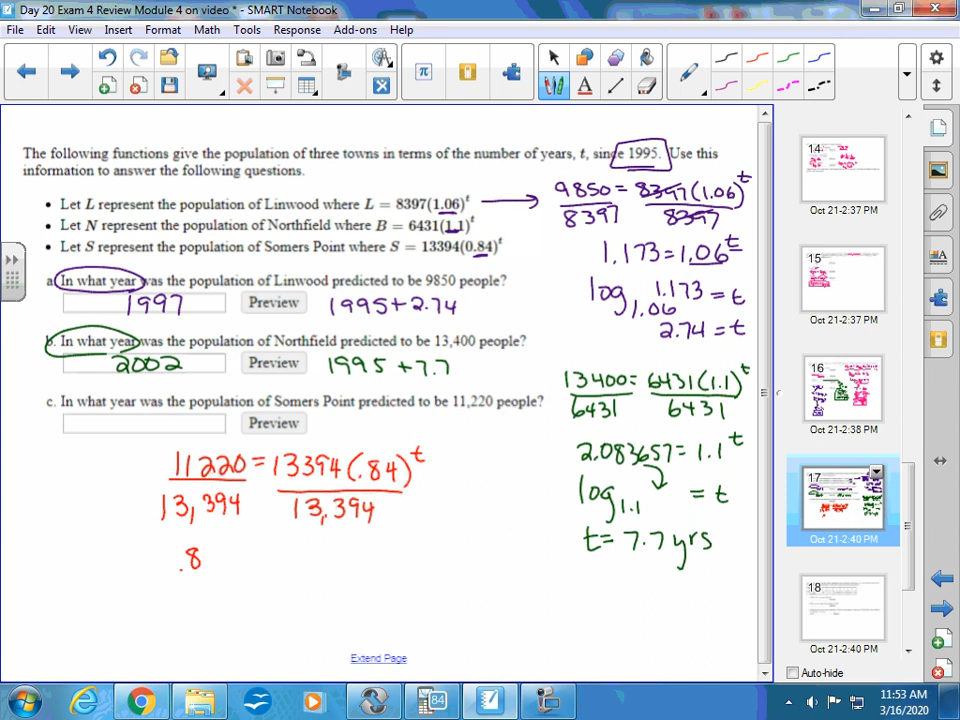 Day 20 Exam 4 Review Module 4 on video * - SMART Notebook
File Edit View Insert Format Math Tools Response Add-ons Help
The following functions give the population of three towns in terms of the number of years, t, since 1995. Use this
information to answer the following questions.
• Let L represent the population of Linwood where L = 8397(1.06)^t
• Let N represent the population of Northfield where B = 6431(1.1)^t
• Let S represent the population of Somers Point where S = 13394(0.84)^t
9850 = 8397(1.06)^t
8397 8397
1.173 = 1.06^t
log_1.06 1.173 = t
2.74 = t
a. In what year was the population of Linwood predicted to be 9850 people?
1997 Preview 1995+2.74
b. In what year was the population of Northfield predicted to be 13,400 people?
2002 Preview 1995+7.7
13400 = 6431(1.1)^t
6431 6431
2.083657 = 1.1^t
log_1.1 = t
t = 7.7 yrs
c. In what year was the population of Somers Point predicted to be 11,220 people?
Preview
11220 = 13394(.84)^t
13,394 13,394
.8
Extend Page
14
Oct 21-2:37 PM
15
Oct 21-2:37 PM
16
Oct 21-2:38 PM
17
Oct 21-2:40 PM
18
Oct 21-2:40 PM
Auto-hide
84
11:53 AM
3/16/2020